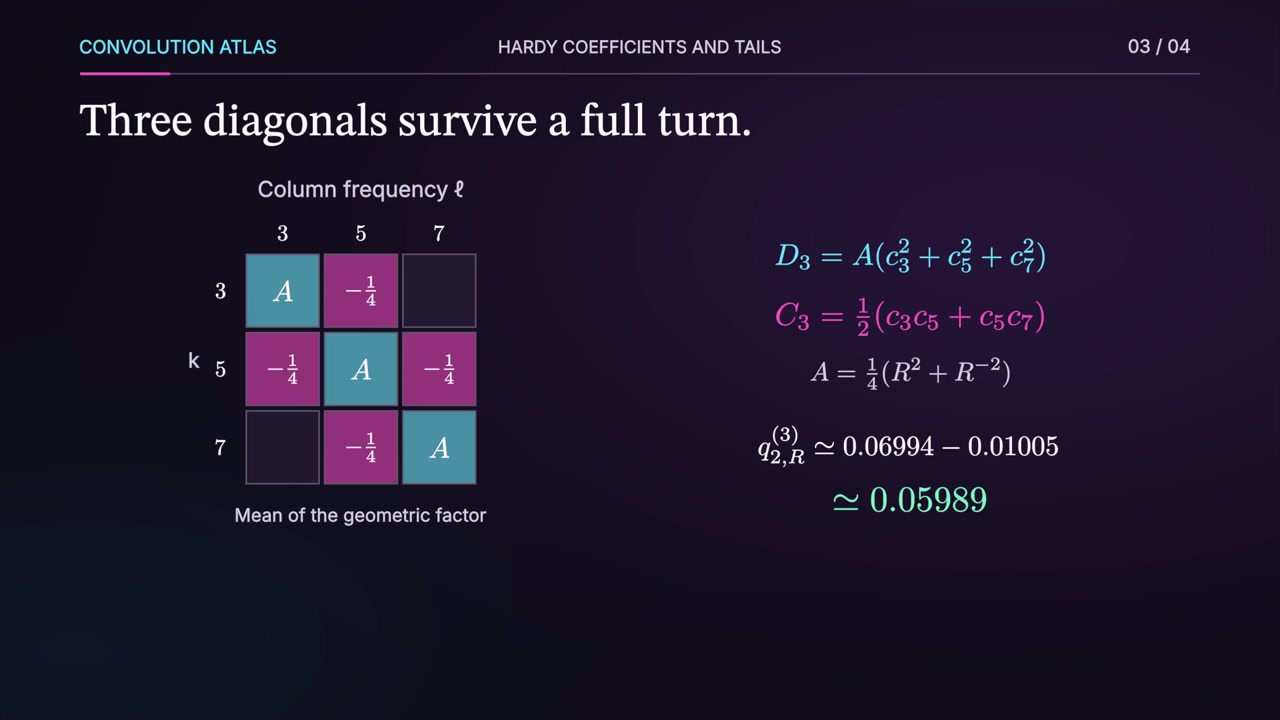 CONVOLUTION ATLAS
HARDY COEFFICIENTS AND TAILS
03 / 04
Three diagonals survive a full turn.
Column frequency ℓ
3 5 7
3 A −1/4
k 5 −1/4 A −1/4
7 −1/4 A
Mean of the geometric factor
D₃ = A(c₃² + c₅² + c₇²)
C₃ = 1/2(c₃c₅ + c₅c₇)
A = 1/4(R² + R⁻²)
q_{2,R}^{(3)} ≃ 0.06994 − 0.01005
≃ 0.05989